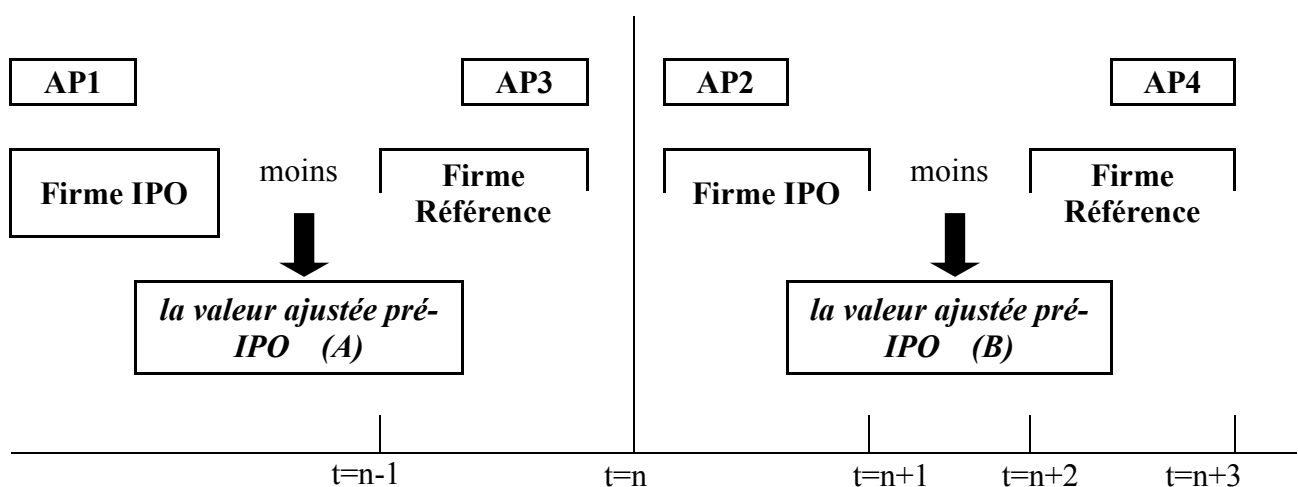 AP1
AP3
AP2
AP4
Firme IPO
moins
Firme
Référence
Firme IPO
moins
Firme
Référence
la valeur ajustée pré-
IPO (A)
la valeur ajustée pré-
IPO (B)
t=n-1
t=n
t=n+1
t=n+2
t=n+3